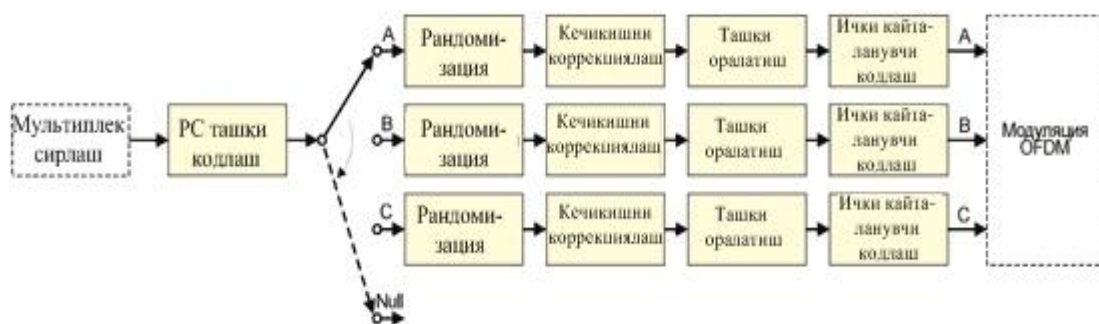 Мультиплек
сирлаш
РС ташқи
кодлаш
A
Рандоми-
зация
Кечикишни
коррекциялаш
Ташки
оралатиш
Ички кайта-
ланувчи
кодлаш
A
B
Рандоми-
зация
Кечикишни
коррекциялаш
Ташки
оралатиш
Ички кайта-
ланувчи
кодлаш
B
C
Рандоми-
зация
Кечикишни
коррекциялаш
Ташки
оралатиш
Ички кайта-
ланувчи
кодлаш
C
Null
Модуляция
OFDM